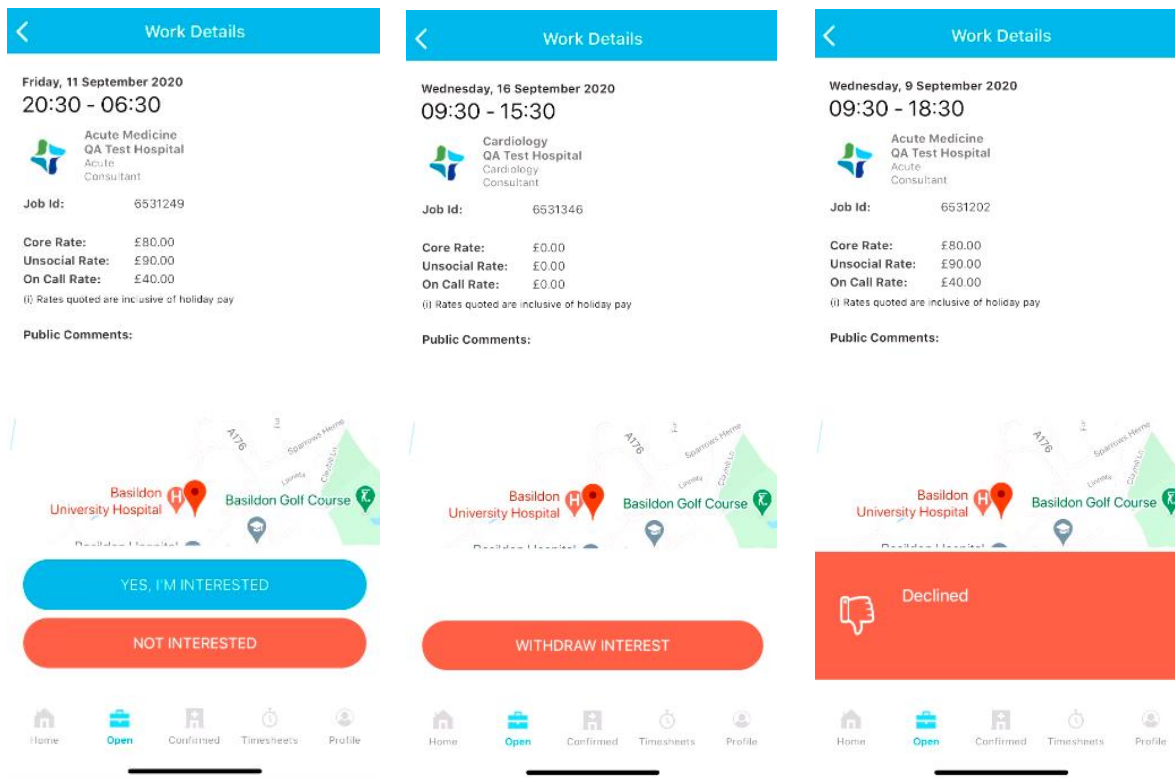 Work Details
Friday, 11 September 2020
20:30 - 06:30
Acute Medicine
QA Test Hospital
Acute
Consultant
Job Id: 6531249
Core Rate: £80.00
Unsocial Rate: £90.00
On Call Rate: £40.00
(i) Rates quoted are inclusive of holiday pay
Public Comments:
A176
Sparrows Herne
Basildon
University Hospital
H
Basildon Golf Course
YES, I'M INTERESTED
NOT INTERESTED
Home
Open
Confirmed
Timesheets
Profile
Work Details
Wednesday, 16 September 2020
09:30 - 15:30
Cardiology
QA Test Hospital
Cardiology
Consultant
Job Id: 6531346
Core Rate: £0.00
Unsocial Rate: £0.00
On Call Rate: £0.00
(i) Rates quoted are inclusive of holiday pay
Public Comments:
A176
Sparrows Herne
Basildon
University Hospital
H
Basildon Golf Course
WITHDRAW INTEREST
Home
Open
Confirmed
Timesheets
Profile
Work Details
Wednesday, 9 September 2020
09:30 - 18:30
Acute Medicine
QA Test Hospital
Acute
Consultant
Job Id: 6531202
Core Rate: £80.00
Unsocial Rate: £90.00
On Call Rate: £40.00
(i) Rates quoted are inclusive of holiday pay
Public Comments:
A176
Sparrows Herne
Basildon
University Hospital
H
Basildon Golf Course
Declined
Home
Open
Confirmed
Timesheets
Profile